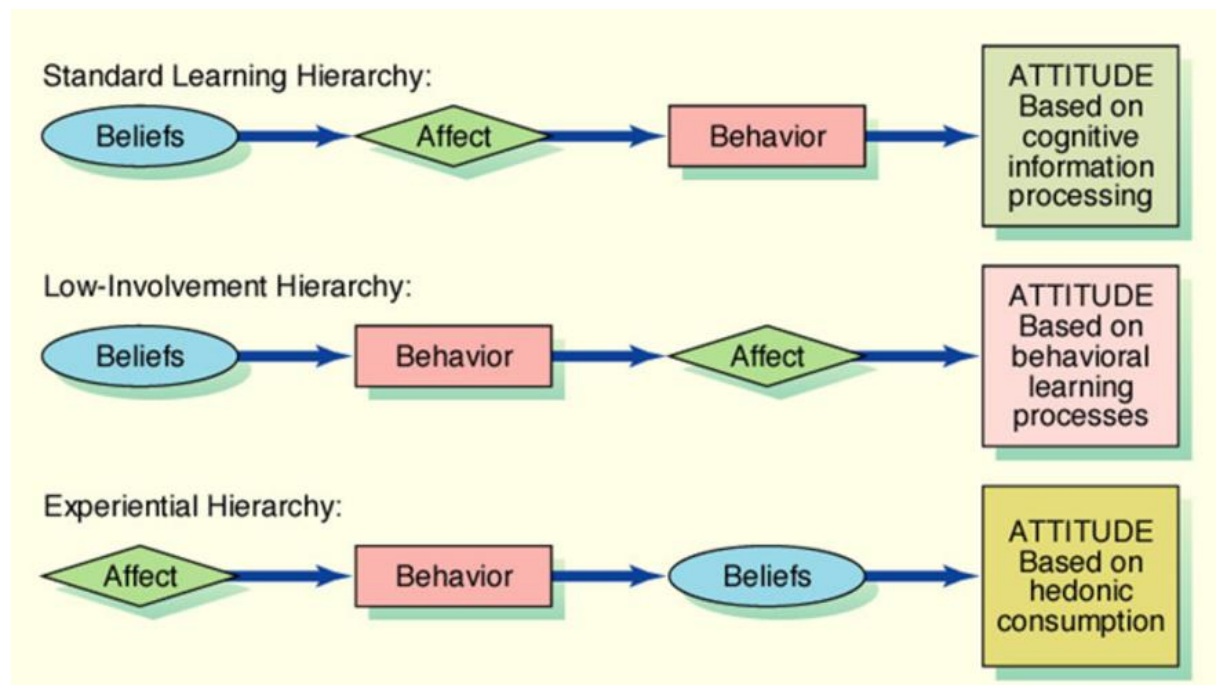 Standard Learning Hierarchy:
Beliefs
Affect
Behavior
ATTITUDE
Based on
cognitive
information
processing
Low-Involvement Hierarchy:
Beliefs
Behavior
Affect
ATTITUDE
Based on
behavioral
learning
processes
Experiential Hierarchy:
Affect
Behavior
Beliefs
ATTITUDE
Based on
hedonic
consumption